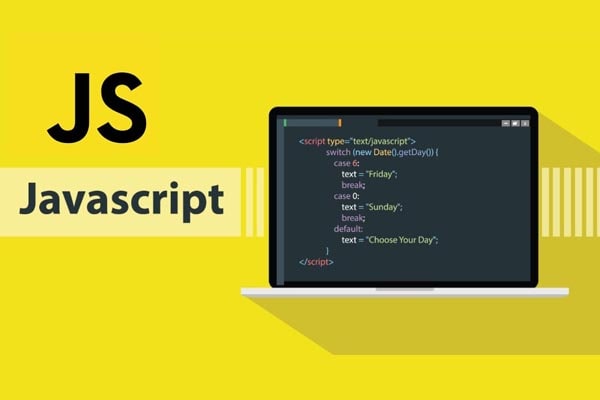 JS
Javascript
<script type="text/javascript">
switch (new Date().getDay()) {
case 6:
text = "Friday";
break;
case 0:
text = "Sunday";
break;
default:
text = "Choose Your Day";
}
</script>